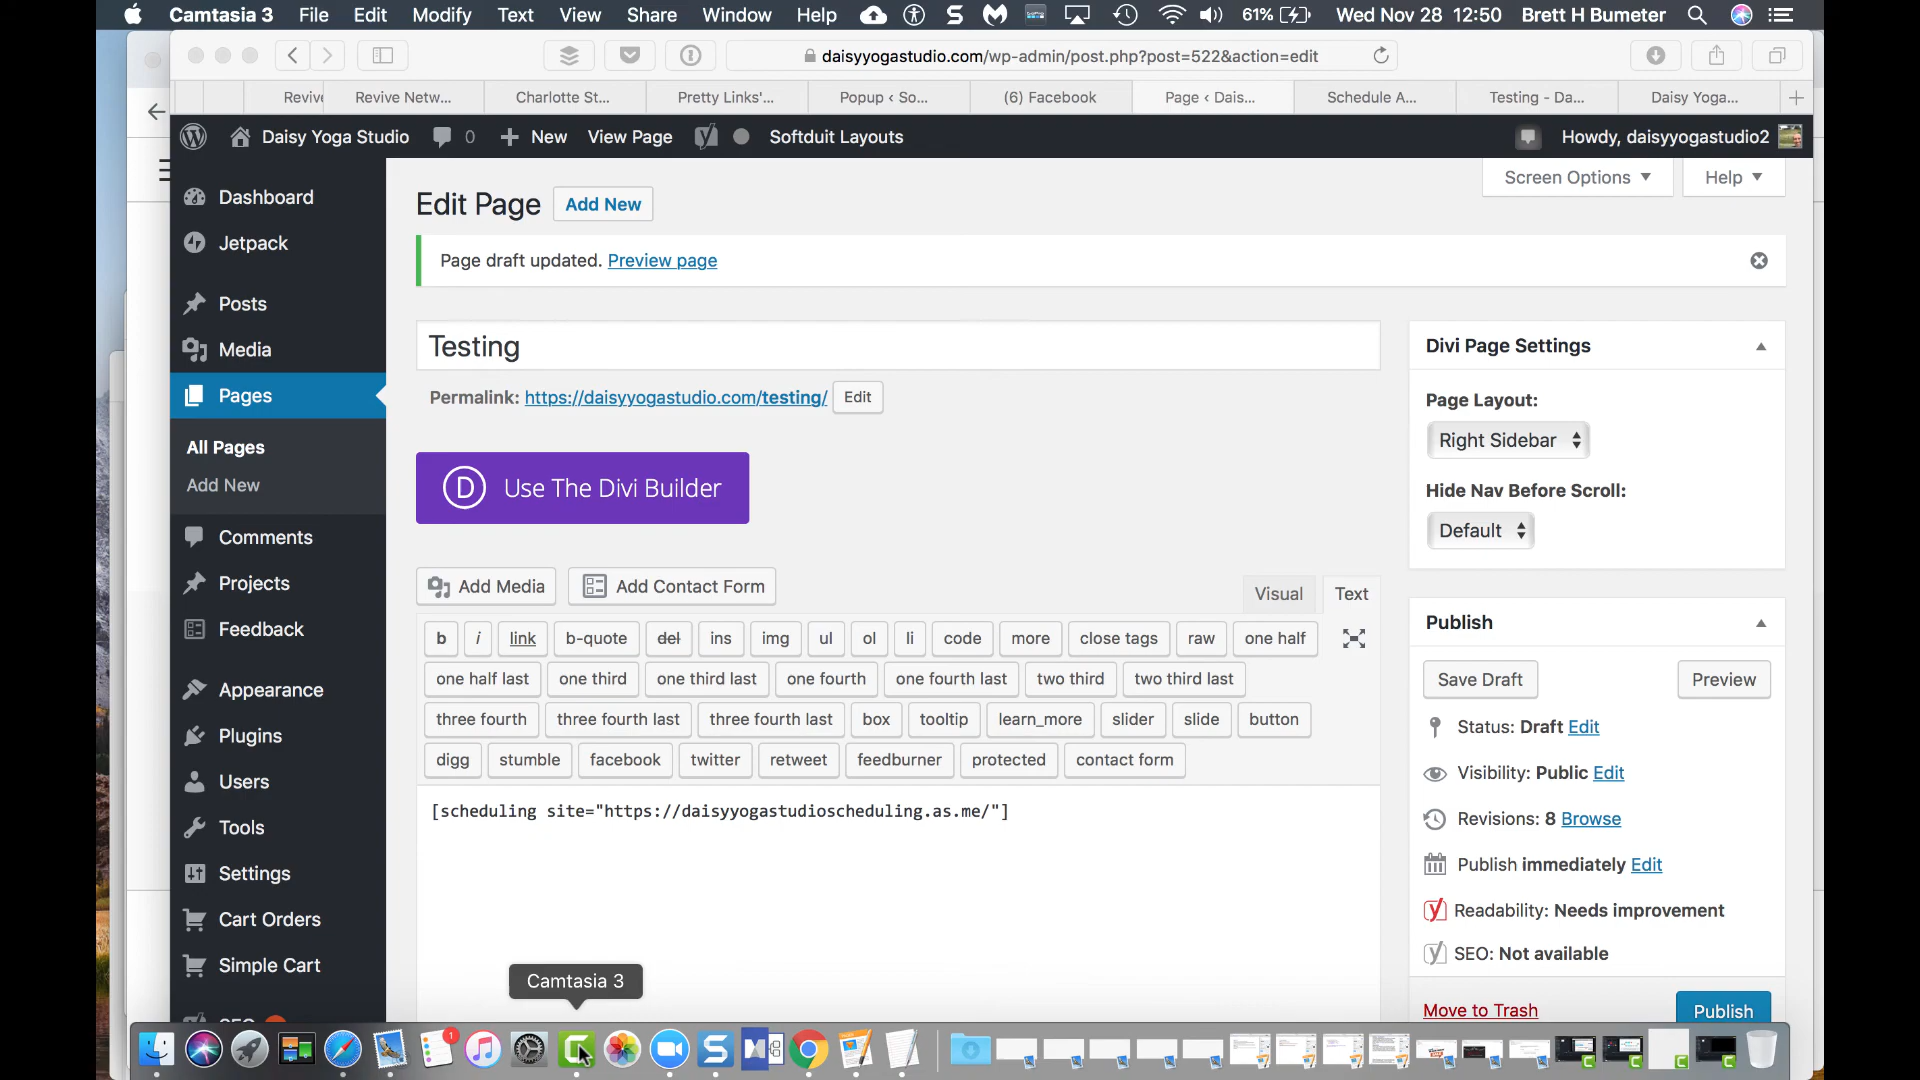 Camtasia 3 File Edit Modify Text View Share Window Help 61% Wed Nov 28 12:50 Brett H Bumeter
daisyyogastudio.com/wp-admin/post.php?post=522&action=edit
Revive Netw... Charlotte St... Pretty Links'... Popup ‹ So... (6) Facebook Page ‹ Dais... Schedule A... Testing - Da... Daisy Yoga...
Daisy Yoga Studio 0 New View Page Softduit Layouts Howdy, daisyyogastudio2
Screen Options Help
Dashboard
Jetpack
Posts
Media
Pages
All Pages
Add New
Comments
Projects
Feedback
Appearance
Plugins
Users
Tools
Settings
Cart Orders
Simple Cart
Edit Page Add New
Page draft updated. Preview page
Testing
Permalink: https://daisyyogastudio.com/testing/ Edit
D Use The Divi Builder
Add Media Add Contact Form Visual Text
b i link b-quote del ins img ul ol li code more close tags raw one half
one half last one third one third last one fourth one fourth last two third two third last
three fourth three fourth last three fourth last box tooltip learn_more slider slide button
digg stumble facebook twitter retweet feedburner protected contact form
[scheduling site="https://daisyyogastudioscheduling.as.me/"]
Divi Page Settings
Page Layout:
Right Sidebar
Hide Nav Before Scroll:
Default
Publish
Save Draft Preview
Status: Draft Edit
Visibility: Public Edit
Revisions: 8 Browse
Publish immediately Edit
Readability: Needs improvement
SEO: Not available
Move to Trash Publish
Camtasia 3
1